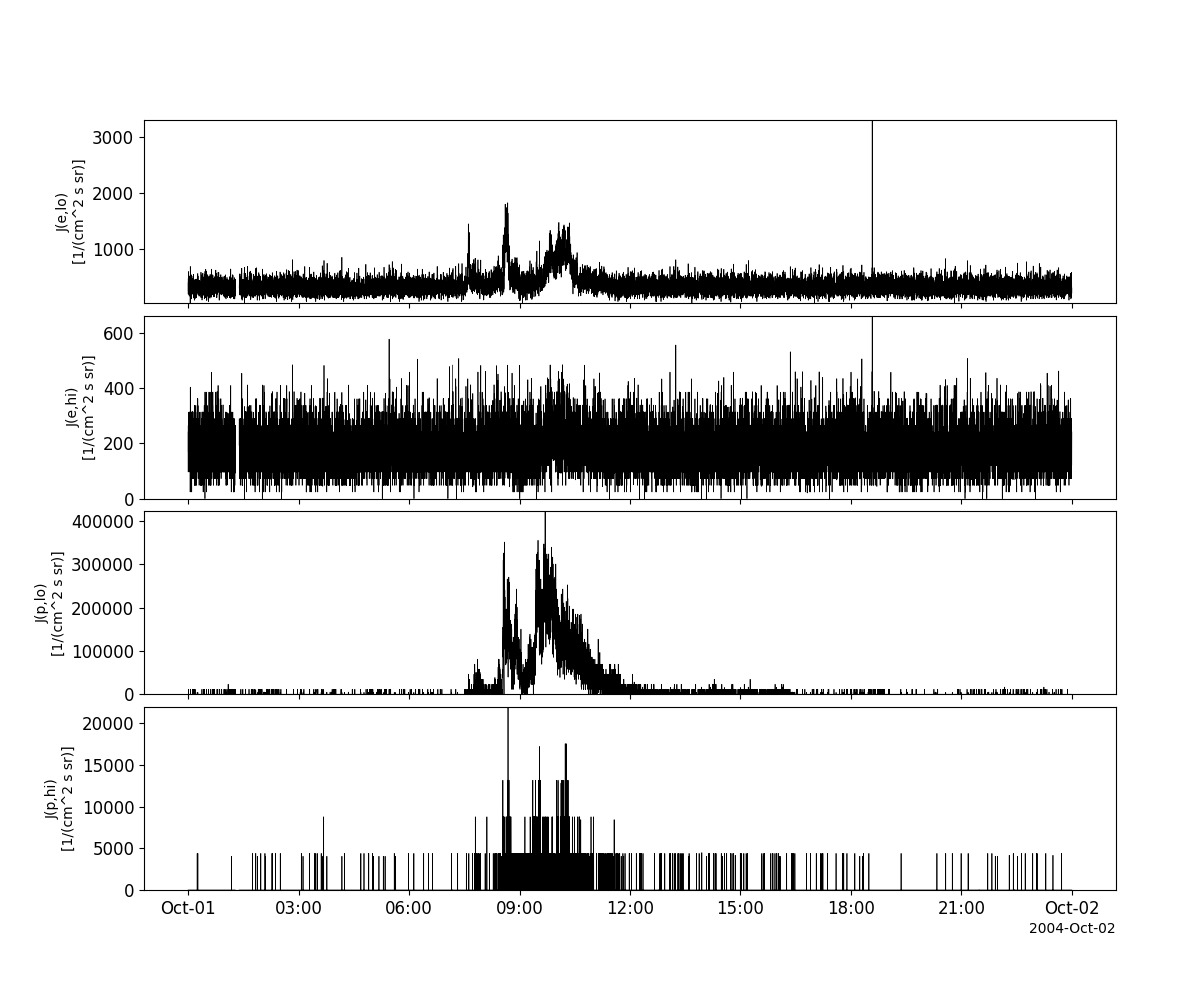 J(e,lo)
[1/(cm^2 s sr)]
3000
2000
1000
J(e,hi)
[1/(cm^2 s sr)]
600
400
200
0
J(p,lo)
[1/(cm^2 s sr)]
400000
300000
200000
100000
0
J(p,hi)
[1/(cm^2 s sr)]
20000
15000
10000
5000
0
Oct-01 03:00 06:00 09:00 12:00 15:00 18:00 21:00 Oct-02
2004-Oct-02